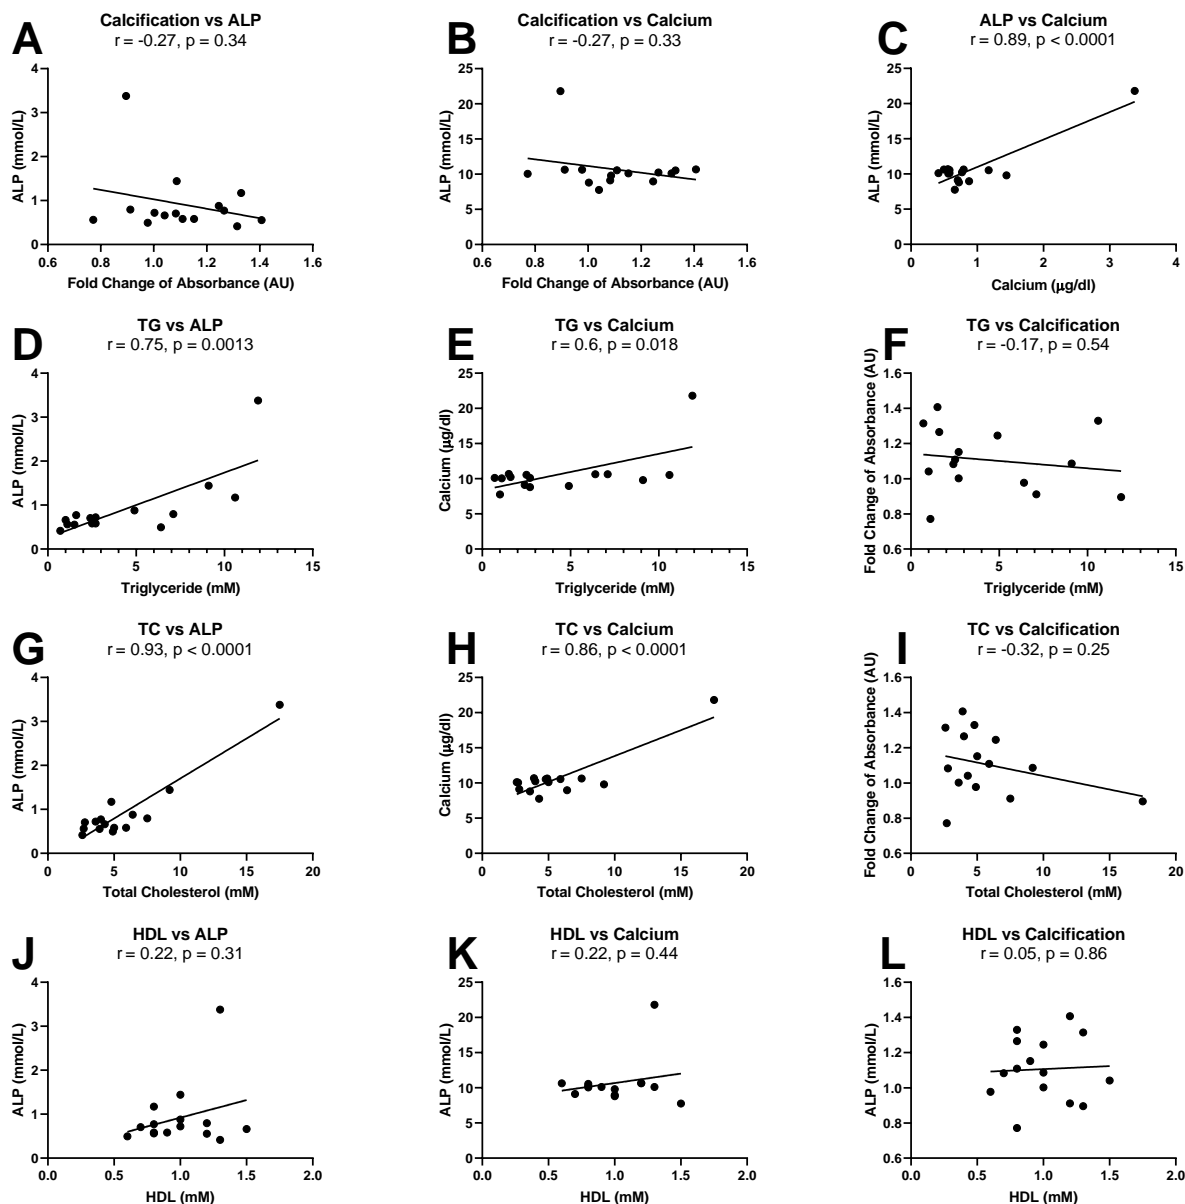 A
Calcification vs ALP
r = -0.27, p = 0.34
ALP (mmol/L)
4
3
2
1
0
0.6 0.8 1.0 1.2 1.4 1.6
Fold Change of Absorbance (AU)
B
Calcification vs Calcium
r = -0.27, p = 0.33
ALP (mmol/L)
25
20
15
10
5
0
0.6 0.8 1.0 1.2 1.4 1.6
Fold Change of Absorbance (AU)
C
ALP vs Calcium
r = 0.89, p < 0.0001
ALP (mmol/L)
25
20
15
10
5
0
0 1 2 3 4
Calcium (µg/dl)
D
TG vs ALP
r = 0.75, p = 0.0013
ALP (mmol/L)
4
3
2
1
0
0 5 10 15
Triglyceride (mM)
E
TG vs Calcium
r = 0.6, p = 0.018
Calcium (µg/dl)
25
20
15
10
5
0
0 5 10 15
Triglyceride (mM)
F
TG vs Calcification
r = -0.17, p = 0.54
Fold Change of Absorbance (AU)
1.6
1.4
1.2
1.0
0.8
0.6
0 5 10 15
Triglyceride (mM)
G
TC vs ALP
r = 0.93, p < 0.0001
ALP (mmol/L)
4
3
2
1
0
0 5 10 15 20
Total Cholesterol (mM)
H
TC vs Calcium
r = 0.86, p < 0.0001
Calcium (µg/dl)
25
20
15
10
5
0
0 5 10 15 20
Total Cholesterol (mM)
I
TC vs Calcification
r = -0.32, p = 0.25
Fold Change of Absorbance (AU)
1.6
1.4
1.2
1.0
0.8
0.6
0 5 10 15 20
Total Cholesterol (mM)
J
HDL vs ALP
r = 0.22, p = 0.31
ALP (mmol/L)
4
3
2
1
0
0.0 0.5 1.0 1.5 2.0
HDL (mM)
K
HDL vs Calcium
r = 0.22, p = 0.44
ALP (mmol/L)
25
20
15
10
5
0
0.0 0.5 1.0 1.5 2.0
HDL (mM)
L
HDL vs Calcification
r = 0.05, p = 0.86
ALP (mmol/L)
1.6
1.4
1.2
1.0
0.8
0.6
0.0 0.5 1.0 1.5 2.0
HDL (mM)